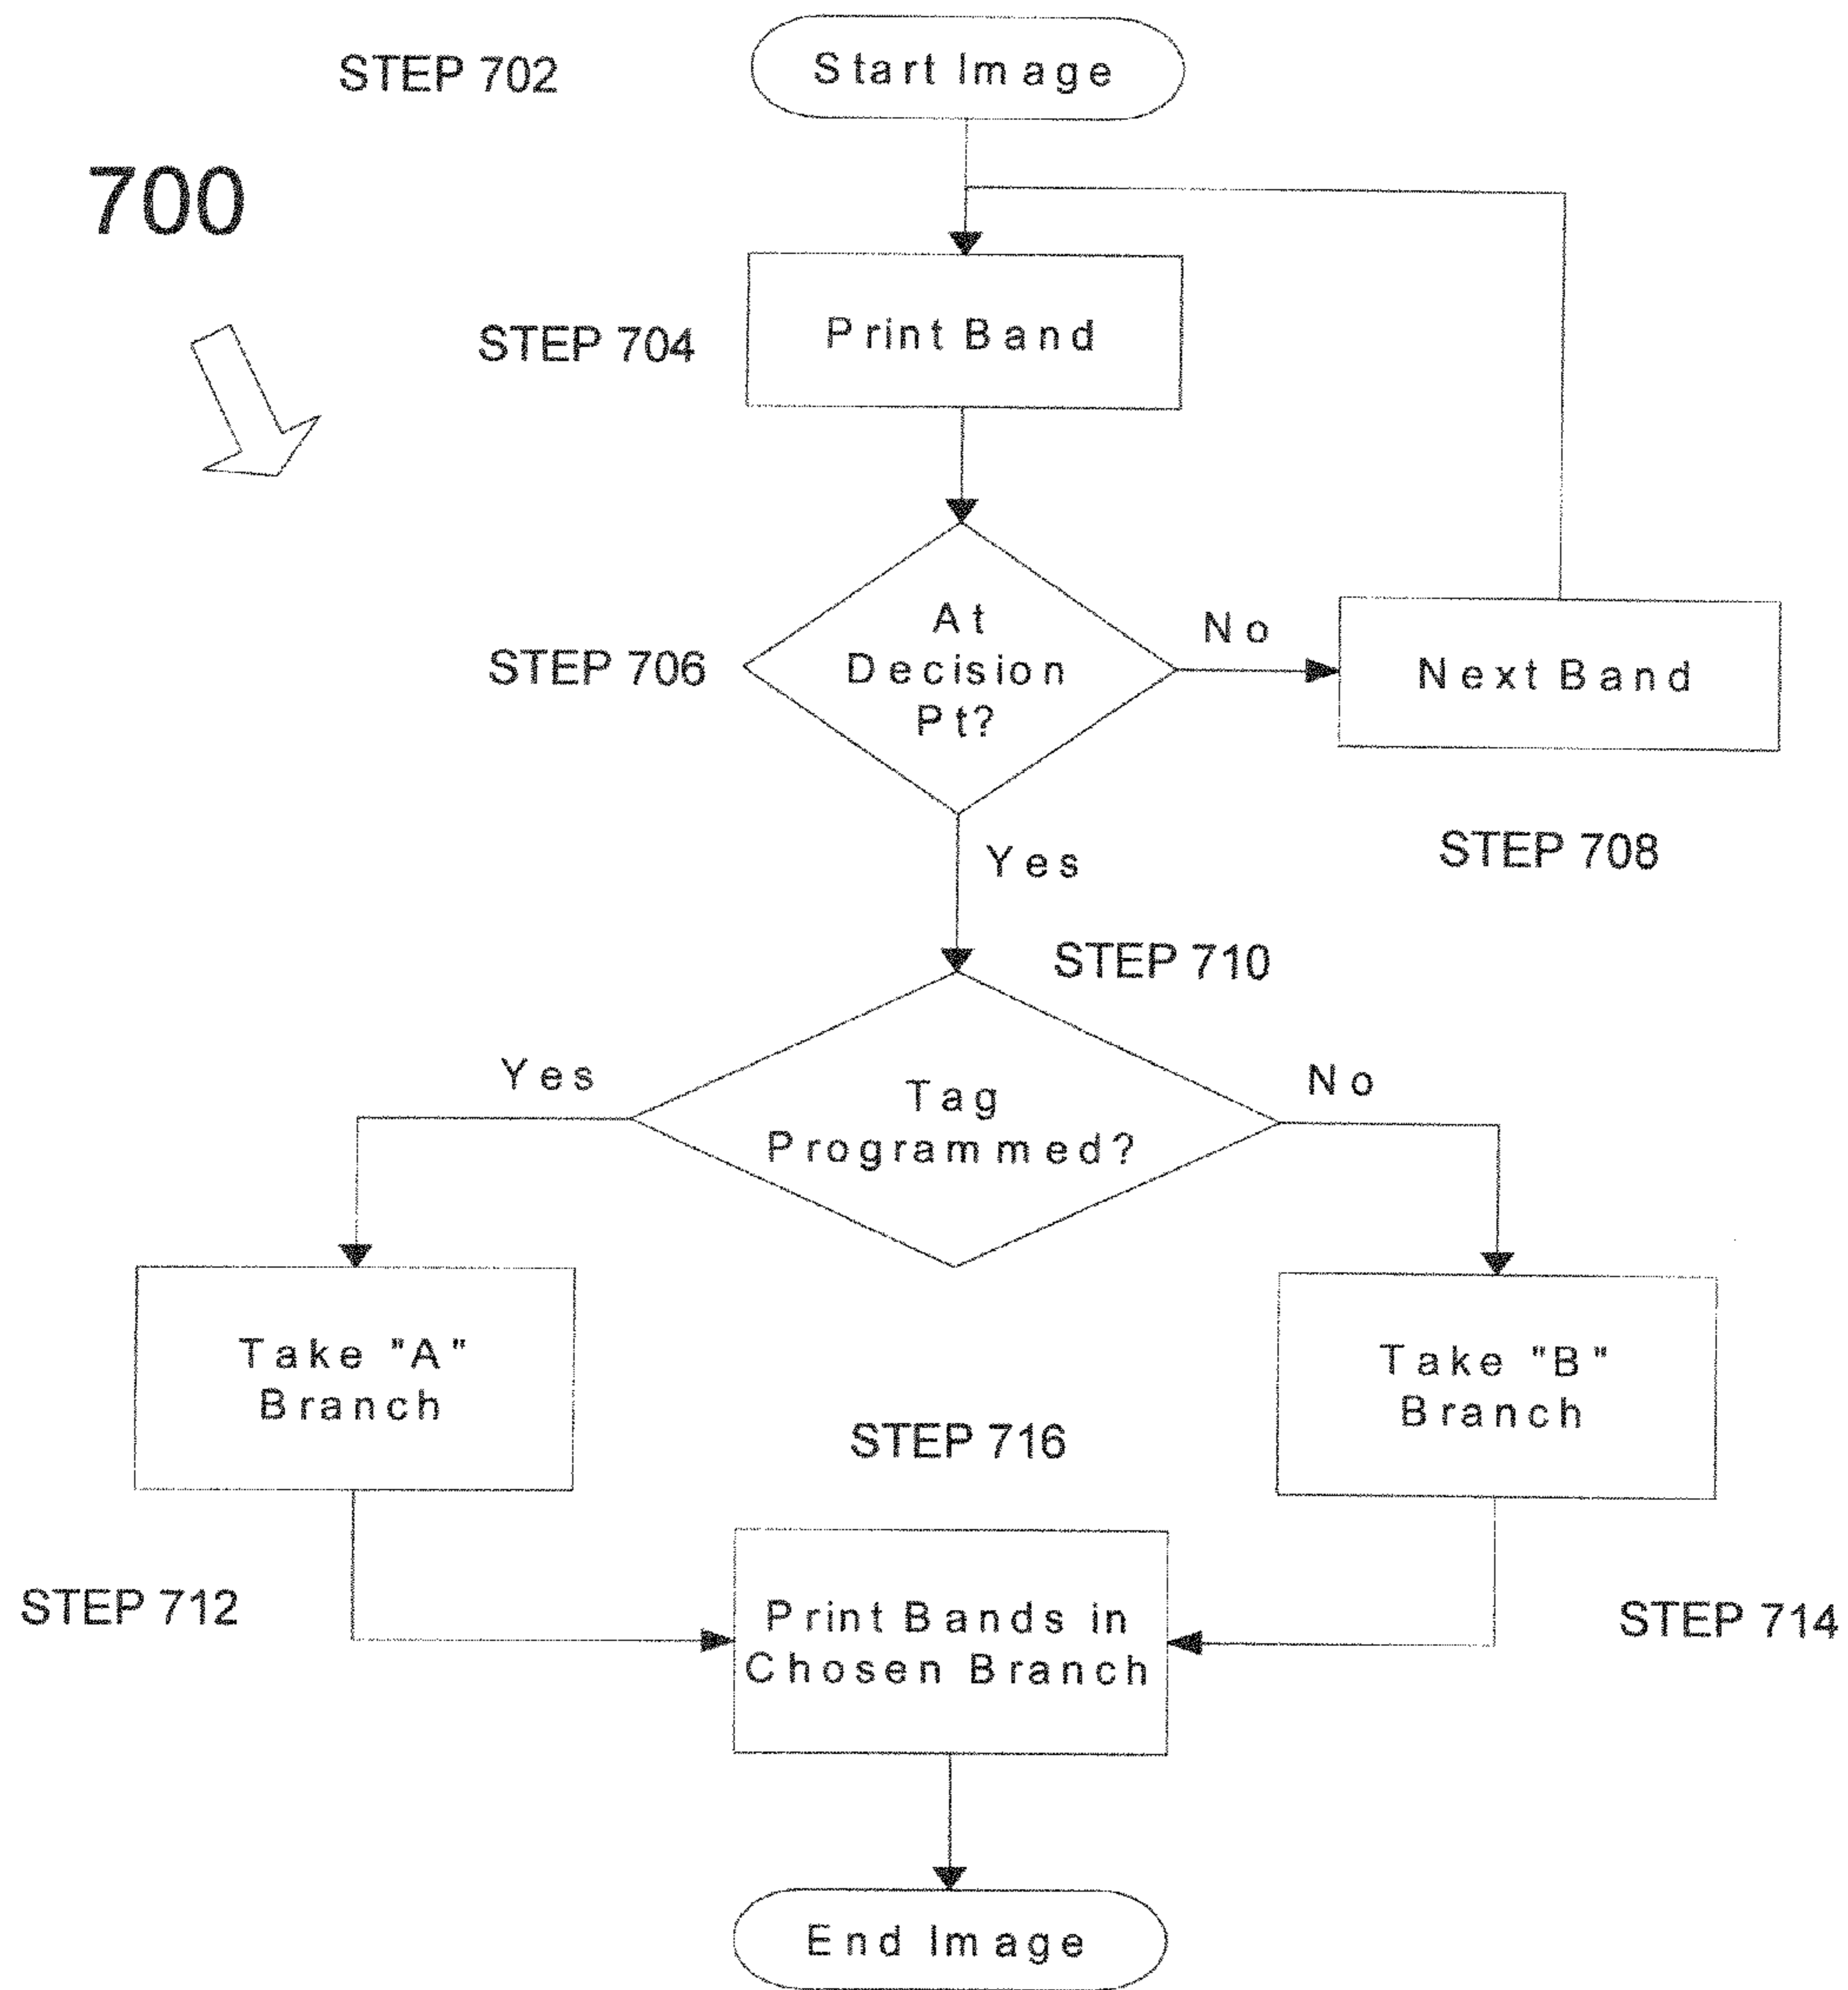 STEP 702
Start Image
700
STEP 704
Print Band
STEP 706
At
Decision
Pt?
No
Next Band
STEP 708
Yes
STEP 710
Yes
Tag
Programmed?
No
Take "A"
Branch
Take "B"
Branch
STEP 716
STEP 712
Print Bands in
Chosen Branch
STEP 714
End Image